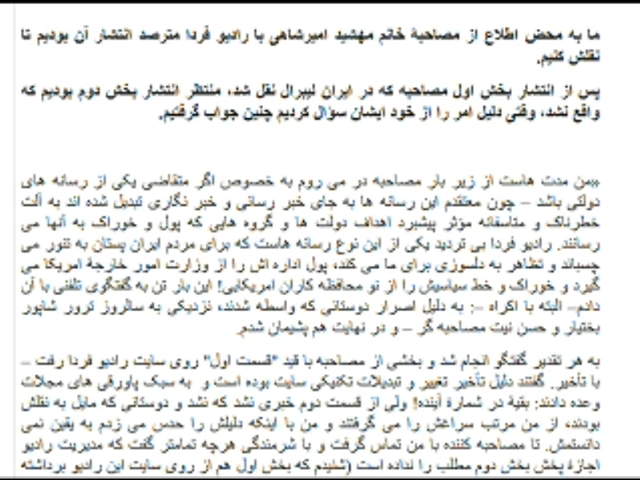 ما به محض اطلاع از مصاحبهٔ خانم مهشید امیرشاهی با رادیو فردا مترصد انتشار آن بودیم تا
نقلش کنیم.
پس از انتشار بخش اول مصاحبه که در ایران لیبرال نقل شد، منتظر انتشار بخش دوم بودیم که
واقع نشد، وقتی دلیل امر را از خود ایشان سؤال کردیم چنین جواب گرفتیم.
«من مدت هاست از زیر بار مصاحبه در می روم به خصوص اگر متقاضی یکی از رسانه های
دولتی باشد – چون معتقدم این رسانه ها به جای خبر رسانی و خبر نگاری تبدیل شده اند به آلت
خطرناک و متاسفانه مؤثر پیشبرد اهداف دولت ها و گروه هایی که پول و خوراک به آنها می
رسانند. رادیو فردا بی تردید یکی از این نوع رسانه هاست که برای مردم ایران پستان به تنور می
چسباند و تظاهر به دلسوزی برای ما می کند، پول اداره اش را از وزارت امور خارجهٔ امریکا می
گیرد و خوراک و خط سیاسیش را از نو محافظه کاران امریکایی! این بار تن به گفتگوی تلفنی با آن
دادم– البته با اکراه –: به دلیل اصرار دوستانی که واسطه شدند، نزدیکی به سالروز ترور شاپور
بختیار و حسن نیت مصاحبه گر – و در نهایت هم پشیمان شدم.
به هر تقدیر گفتگو انجام شد و بخشی از مصاحبه با قید "قسمت اول" روی سایت رادیو فردا رفت –
با تأخیر. گفتند دلیل تأخیر تغییر و تبدیلات تکنیکی سایت بوده است و به سبک پاورقی های مجلات
وعده دادند: بقیهٔ در شمارهٔ آینده! ولی از قسمت دوم خبری نشد که نشد و دوستانی که مایل به نقلش
بودند، از من مرتب سراغش را می گرفتند و من با اینکه دلیلش را حدس می زدم به یقین نمی
دانستمش. تا مصاحبه کننده با من تماس گرفت و با شرمندگی هرچه تمامتر گفت که مدیریت رادیو
اجازهٔ پخش بخش دوم مطلب را نداده است (شنیدم که بخش اول هم از روی سایت این رادیو برداشته